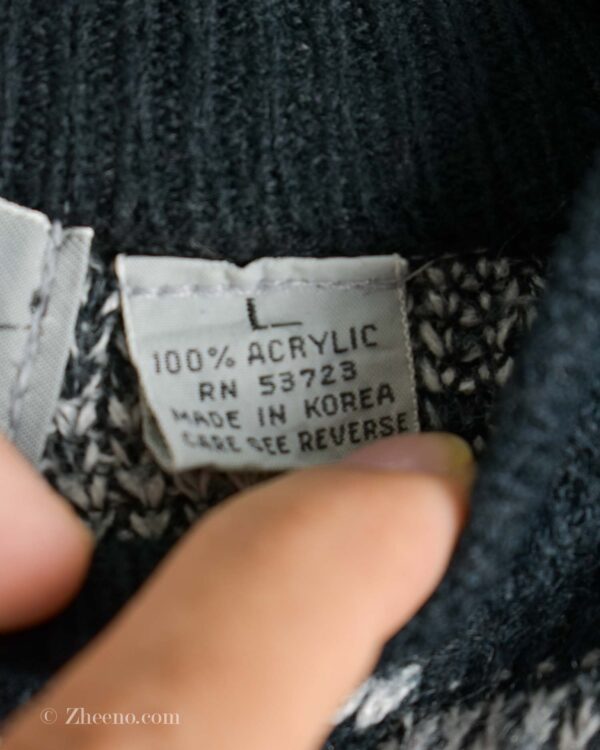 L
100% ACRYLIC
RN 53723
MADE IN KOREA
CARE SEE REVERSE
© Zheeno.com